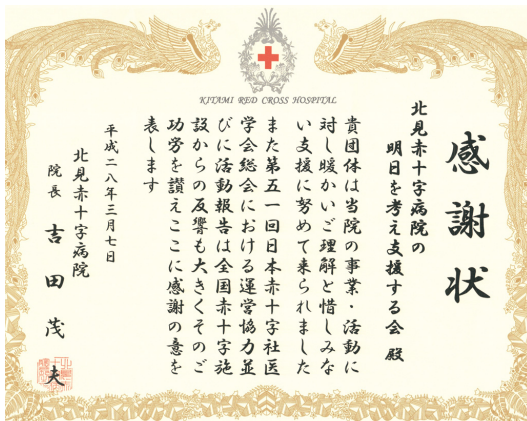 KITAMI RED CROSS HOSPITAL
感謝状
北見赤十字病院の
明日を考え支援する会 殿
貴団体は当院の事業・活動に
対し暖かいご理解と惜しみな
い支援に努めて来られました
また第五一回日本赤十字社医
学会総会における運営協力並
びに活動報告は全国赤十字施
設からの反響も大きくそのご
功労を讃えここに感謝の意を
表します
平成二八年三月七日
北見赤十字病院
院長 吉田茂夫